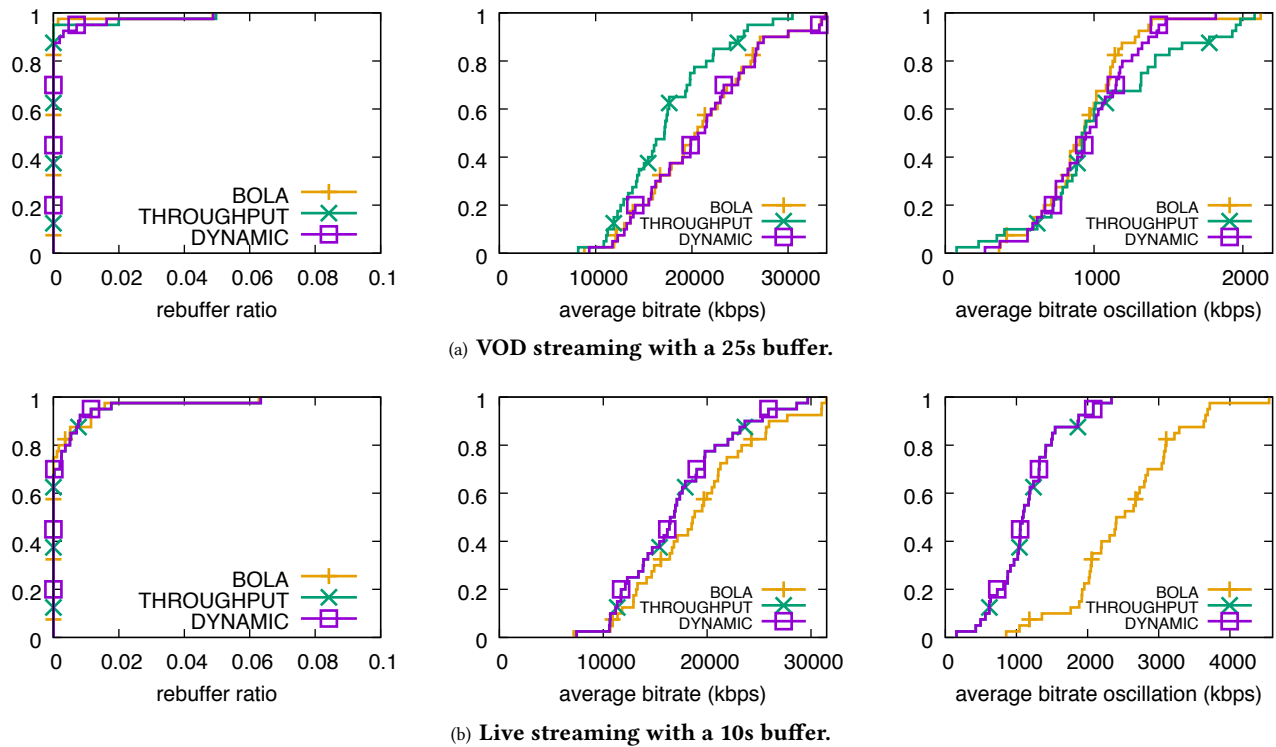 1
0.8
0.6
0.4
0.2
0
0 0.02 0.04 0.06 0.08 0.1
rebuffer ratio
BOLA
THROUGHPUT
DYNAMIC
1
0.8
0.6
0.4
0.2
0
10000 20000 30000
average bitrate (kbps)
BOLA
THROUGHPUT
DYNAMIC
1
0.8
0.6
0.4
0.2
0
0 1000 2000
average bitrate oscillation (kbps)
BOLA
THROUGHPUT
DYNAMIC
(a) VOD streaming with a 25s buffer.
1
0.8
0.6
0.4
0.2
0
0 0.02 0.04 0.06 0.08 0.1
rebuffer ratio
BOLA
THROUGHPUT
DYNAMIC
1
0.8
0.6
0.4
0.2
0
10000 20000 30000
average bitrate (kbps)
BOLA
THROUGHPUT
DYNAMIC
1
0.8
0.6
0.4
0.2
0
0 1000 2000 3000 4000
average bitrate oscillation (kbps)
BOLA
THROUGHPUT
DYNAMIC
(b) Live streaming with a 10s buffer.